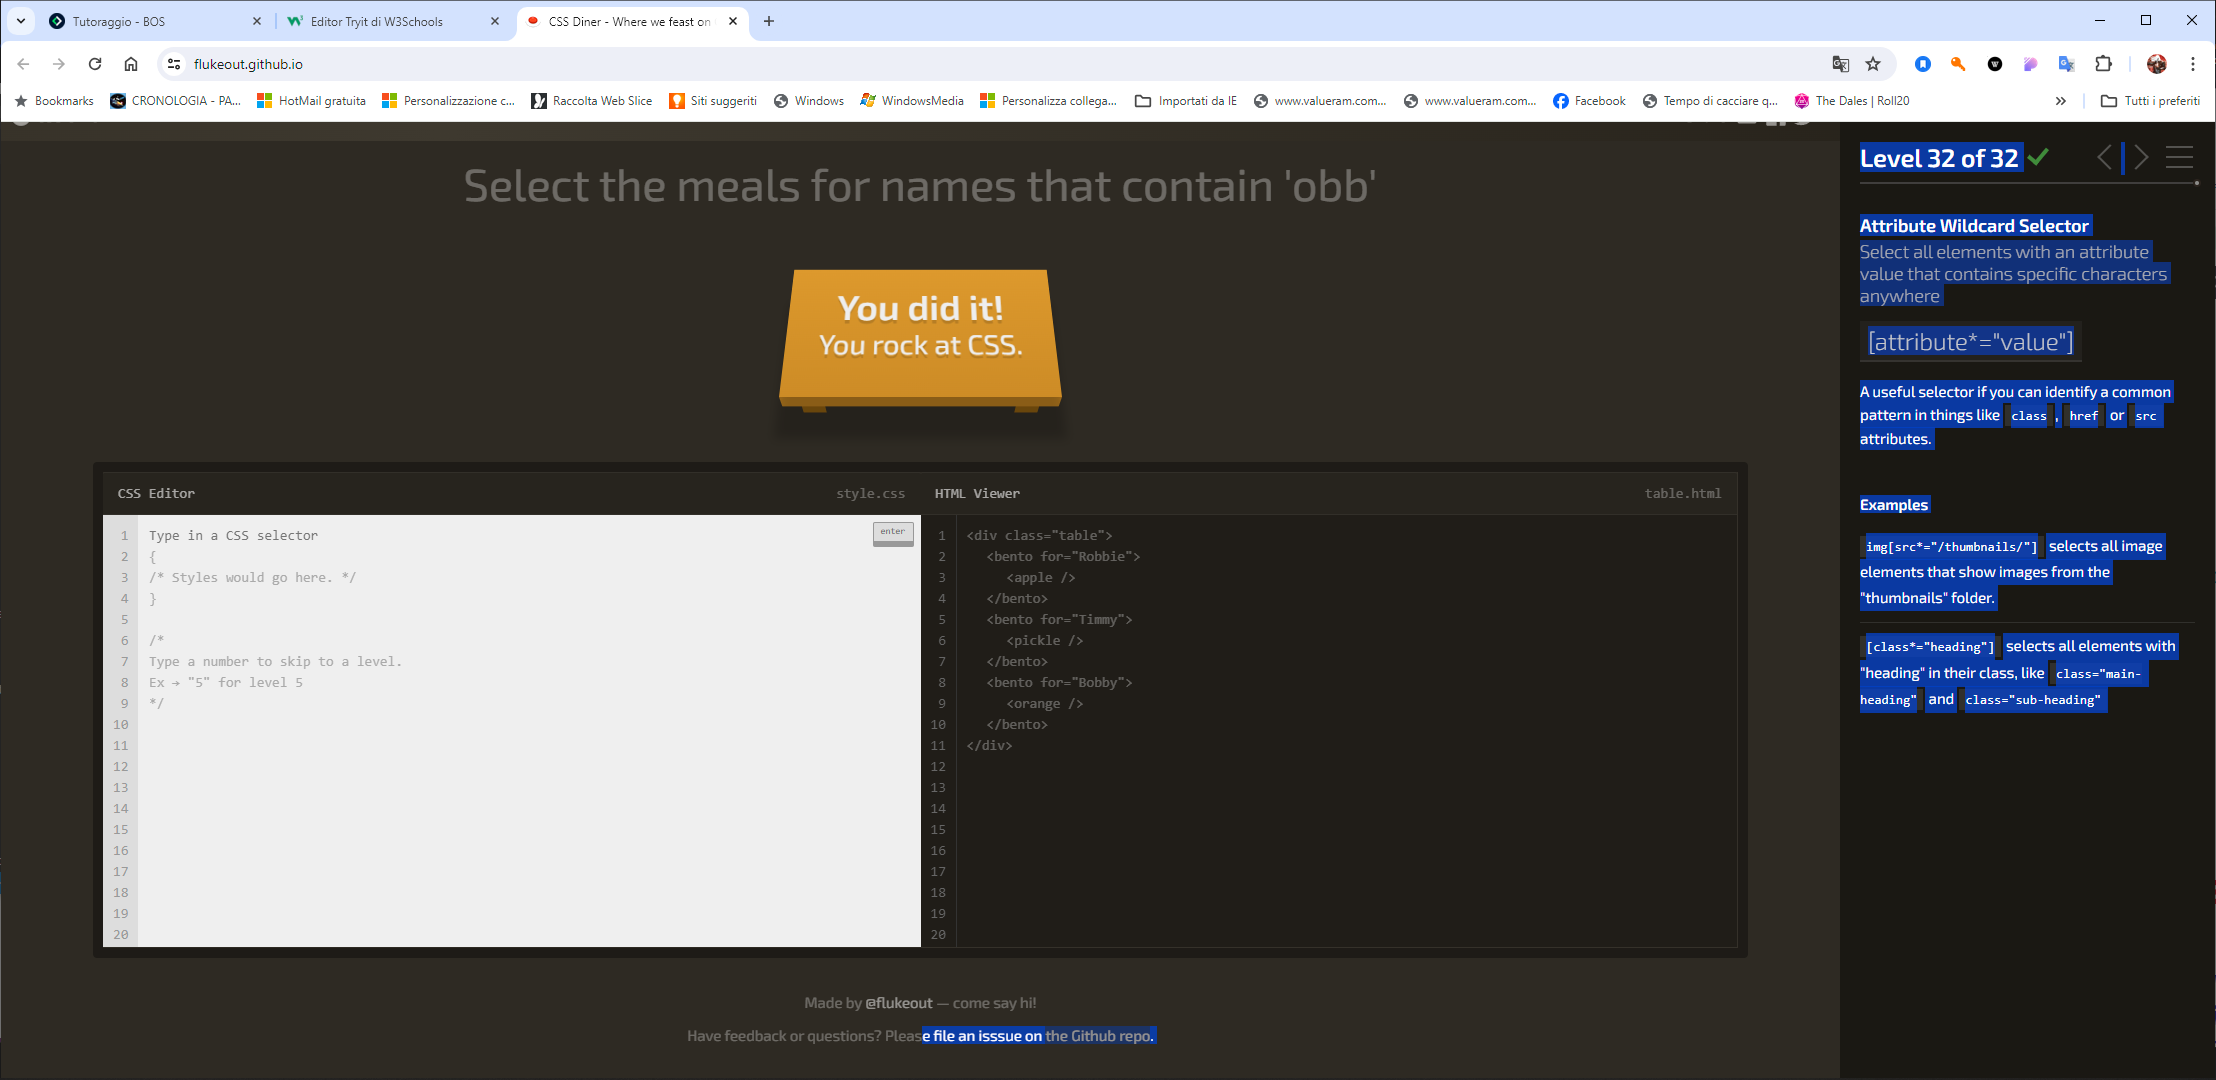 Tutoraggio - BOS
Editor Tryit di W3Schools
CSS Diner - Where we feast on
flukeout.github.io
Bookmarks
CRONOLOGIA - PA...
HotMail gratuita
Personalizzazione c...
Raccolta Web Slice
Siti suggeriti
Windows
WindowsMedia
Personalizza collega...
Importati da IE
www.valueram.com...
www.valueram.com...
Facebook
Tempo di cacciare q...
The Dales | Roll20
Tutti i preferiti
Select the meals for names that contain 'obb'
You did it!
You rock at CSS.
CSS Editor
style.css
enter
1 Type in a CSS selector
2 {
3 /* Styles would go here. */
4 }
5
6 /*
7 Type a number to skip to a level.
8 Ex → "5" for level 5
9 */
10
11
12
13
14
15
16
17
18
19
20
HTML Viewer
table.html
1 <div class="table">
2 <bento for="Robbie">
3 <apple />
4 </bento>
5 <bento for="Timmy">
6 <pickle />
7 </bento>
8 <bento for="Bobby">
9 <orange />
10 </bento>
11 </div>
12
13
14
15
16
17
18
19
20
Made by @flukeout — come say hi!
Have feedback or questions? Please file an isssue on the Github repo.
Level 32 of 32
Attribute Wildcard Selector
Select all elements with an attribute
value that contains specific characters
anywhere
[attribute*="value"]
A useful selector if you can identify a common
pattern in things like class, href or src
attributes.
Examples
img[src*="/thumbnails/"] selects all image
elements that show images from the
"thumbnails" folder.
[class*="heading"] selects all elements with
"heading" in their class, like class="main-
heading" and class="sub-heading"